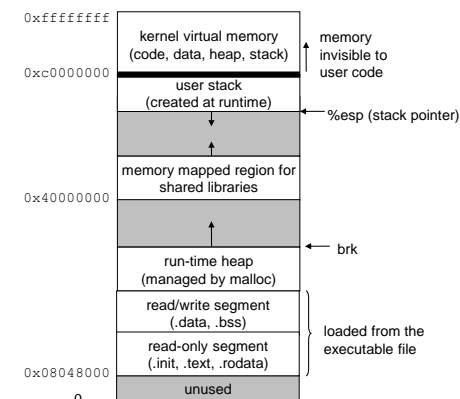 0xffffffff
kernel virtual memory
(code, data, heap, stack)
memory
invisible to
user code
0xc0000000
user stack
(created at runtime)
%esp (stack pointer)
memory mapped region for
shared libraries
0x40000000
brk
run-time heap
(managed by malloc)
read/write segment
(.data, .bss)
loaded from the
executable file
read-only segment
(.init, .text, .rodata)
0x08048000
unused
0